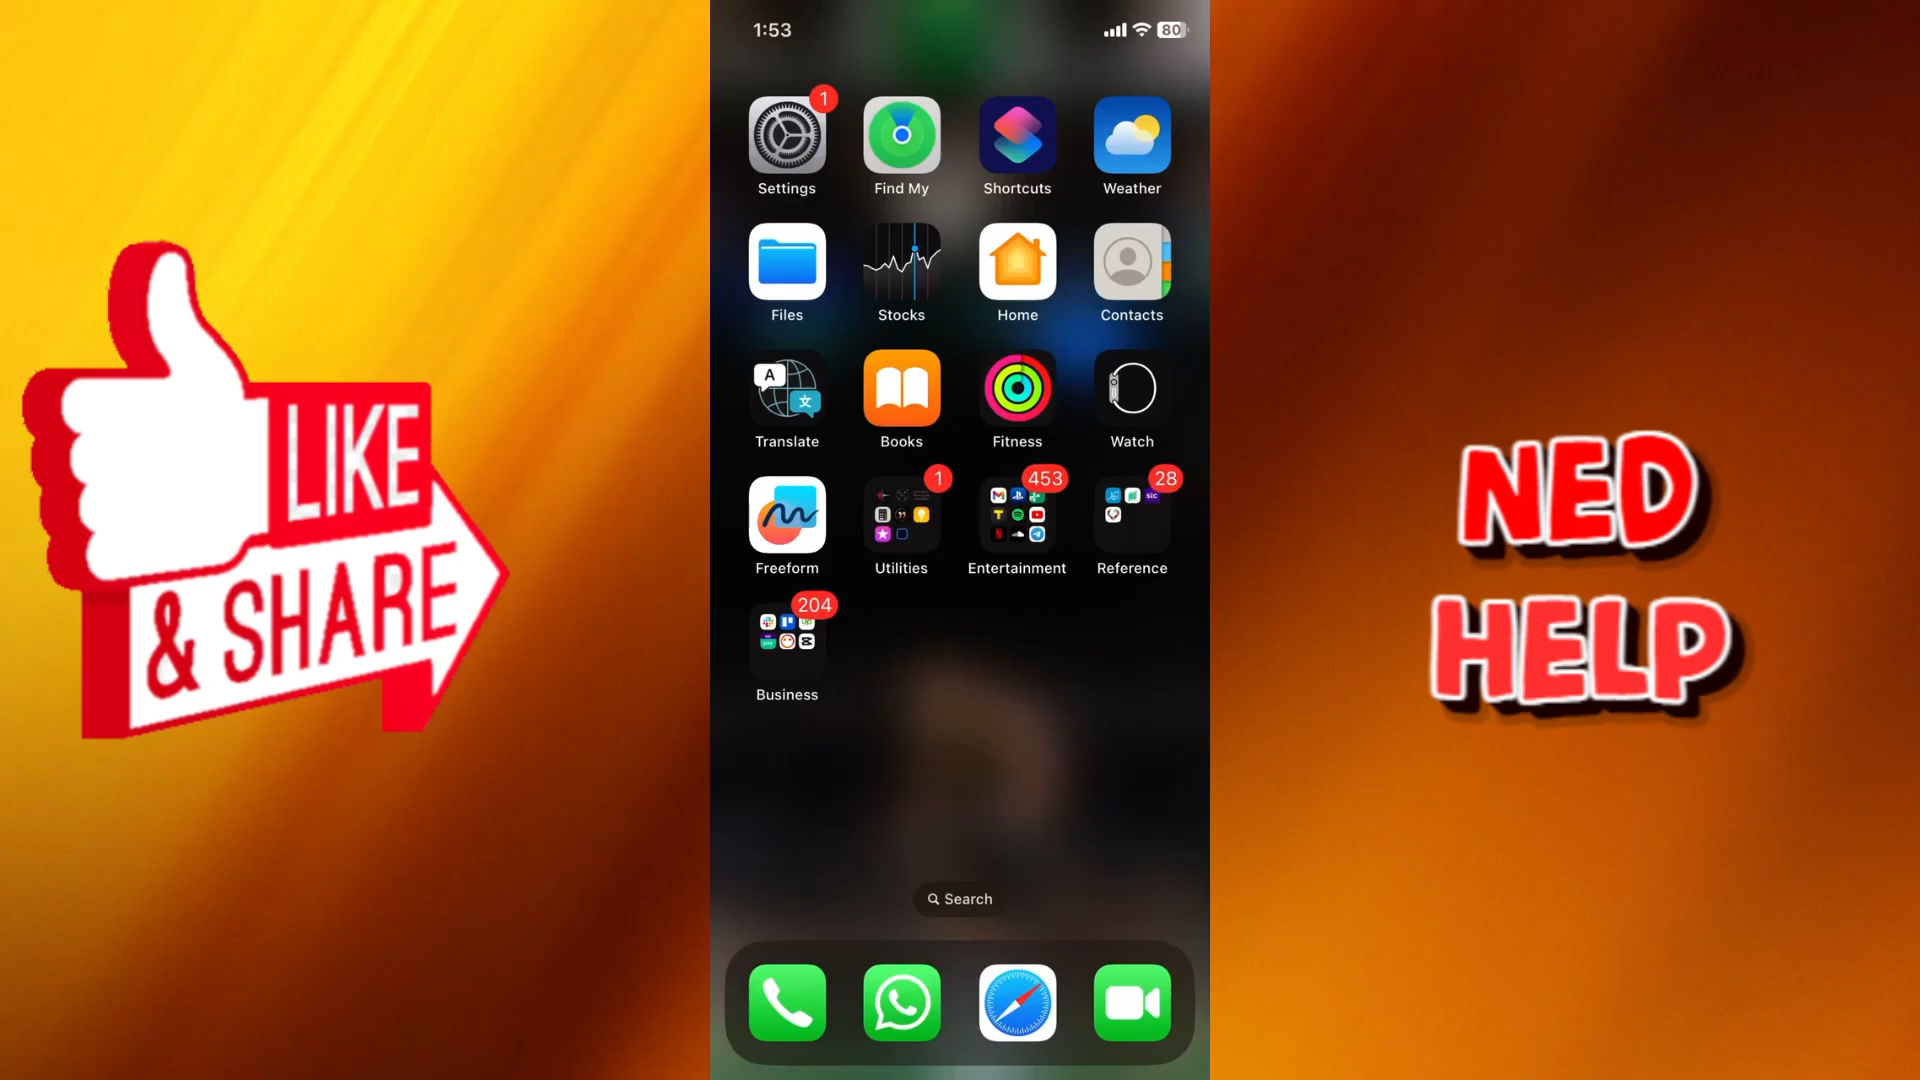 LIKE
& SHARE
1:53
80
1
Settings
Find My
Shortcuts
Weather
Files
Stocks
Home
Contacts
A
文
Translate
Books
Fitness
Watch
1
453
28
Freeform
Utilities
Entertainment
Reference
204
Business
Search
NED
HELP